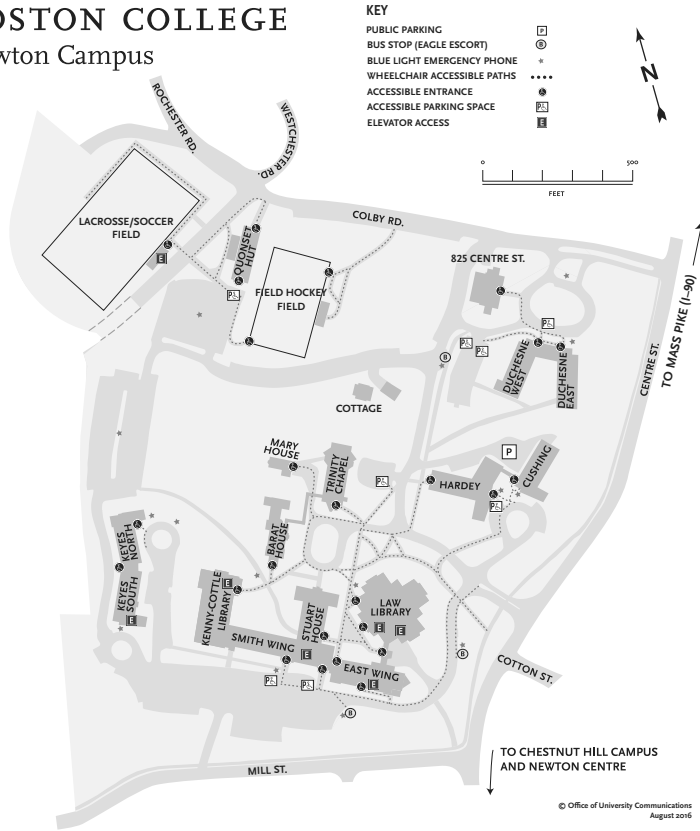 OSTON COLLEGE
wton Campus
KEY
PUBLIC PARKING P
BUS STOP (EAGLE ESCORT) B
BLUE LIGHT EMERGENCY PHONE
WHEELCHAIR ACCESSIBLE PATHS
ACCESSIBLE ENTRANCE
ACCESSIBLE PARKING SPACE P
ELEVATOR ACCESS E
N
0 500
FEET
ROCHESTER RD.
WESTCHESTER RD.
COLBY RD.
LACROSSE/SOCCER
FIELD
E
QUONSET
HUT
P
FIELD HOCKEY
FIELD
825 CENTRE ST.
P
B
P
P
DUCHESNE
WEST
DUCHESNE
EAST
CENTRE ST.
TO MASS PIKE (I–90)
COTTAGE
MARY
HOUSE
TRINITY
CHAPEL
P
P
HARDEY
CUSHING
P
KEYES
NORTH
KEYES
SOUTH
E
BARAT
HOUSE
KENNY-COTTLE
LIBRARY
E
STUART
HOUSE
LAW
LIBRARY
E E
SMITH WING
E
EAST WING
E
P
P
B
B
COTTON ST.
MILL ST.
TO CHESTNUT HILL CAMPUS
AND NEWTON CENTRE
© Office of University Communications
August 2016